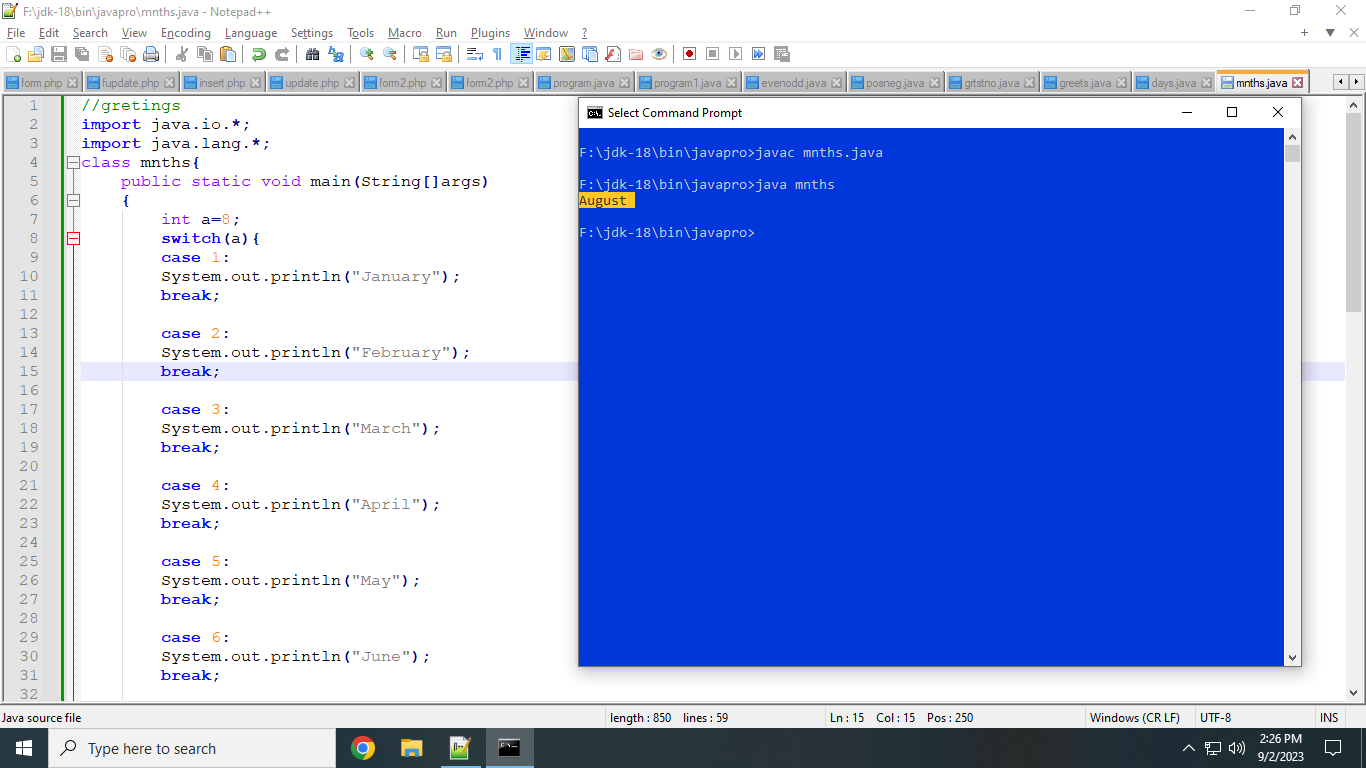 F:\jdk-18\bin\javapro\mnths.java - Notepad++
File Edit Search View Encoding Language Settings Tools Macro Run Plugins Window ?
form.php fupdate.php insert.php update.php form2.php form2.php program.java program1.java evenodd.java posneg.java grtstno.java greets.java days.java mnths.java
1 //gretings
2 import java.io.*;
3 import java.lang.*;
4 class mnths{
5 public static void main(String[]args)
6 {
7 int a=8;
8 switch(a){
9 case 1:
10 System.out.println("January");
11 break;
12
13 case 2:
14 System.out.println("February");
15 break;
16
17 case 3:
18 System.out.println("March");
19 break;
20
21 case 4:
22 System.out.println("April");
23 break;
24
25 case 5:
26 System.out.println("May");
27 break;
28
29 case 6:
30 System.out.println("June");
31 break;
32
Select Command Prompt
F:\jdk-18\bin\javapro>javac mnths.java
F:\jdk-18\bin\javapro>java mnths
August
F:\jdk-18\bin\javapro>
Java source file length : 850 lines : 59 Ln : 15 Col : 15 Pos : 250 Windows (CR LF) UTF-8 INS
Type here to search
2:26 PM
9/2/2023